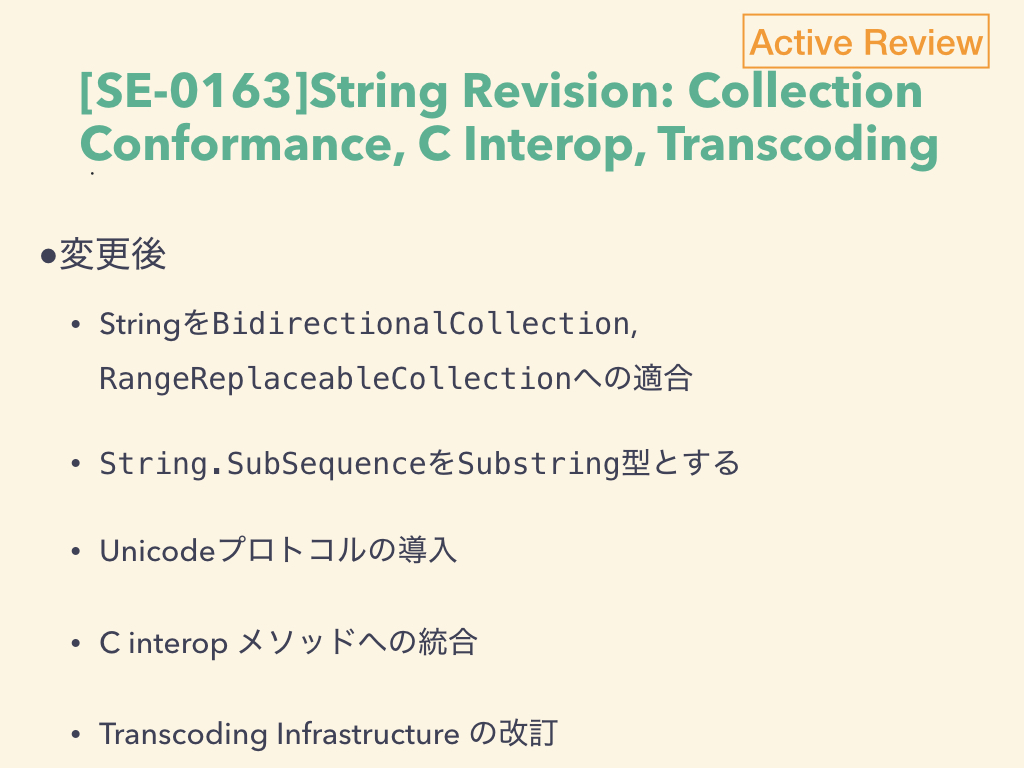 Active Review
[SE-0163]String Revision: Collection
Conformance, C Interop, Transcoding
•変更後
• StringをBidirectionalCollection,
RangeReplaceableCollectionへの適合
• String.SubSequenceをSubstring型とする
• Unicodeプロトコルの導入
• C interop メソッドへの統合
• Transcoding Infrastructure の改訂